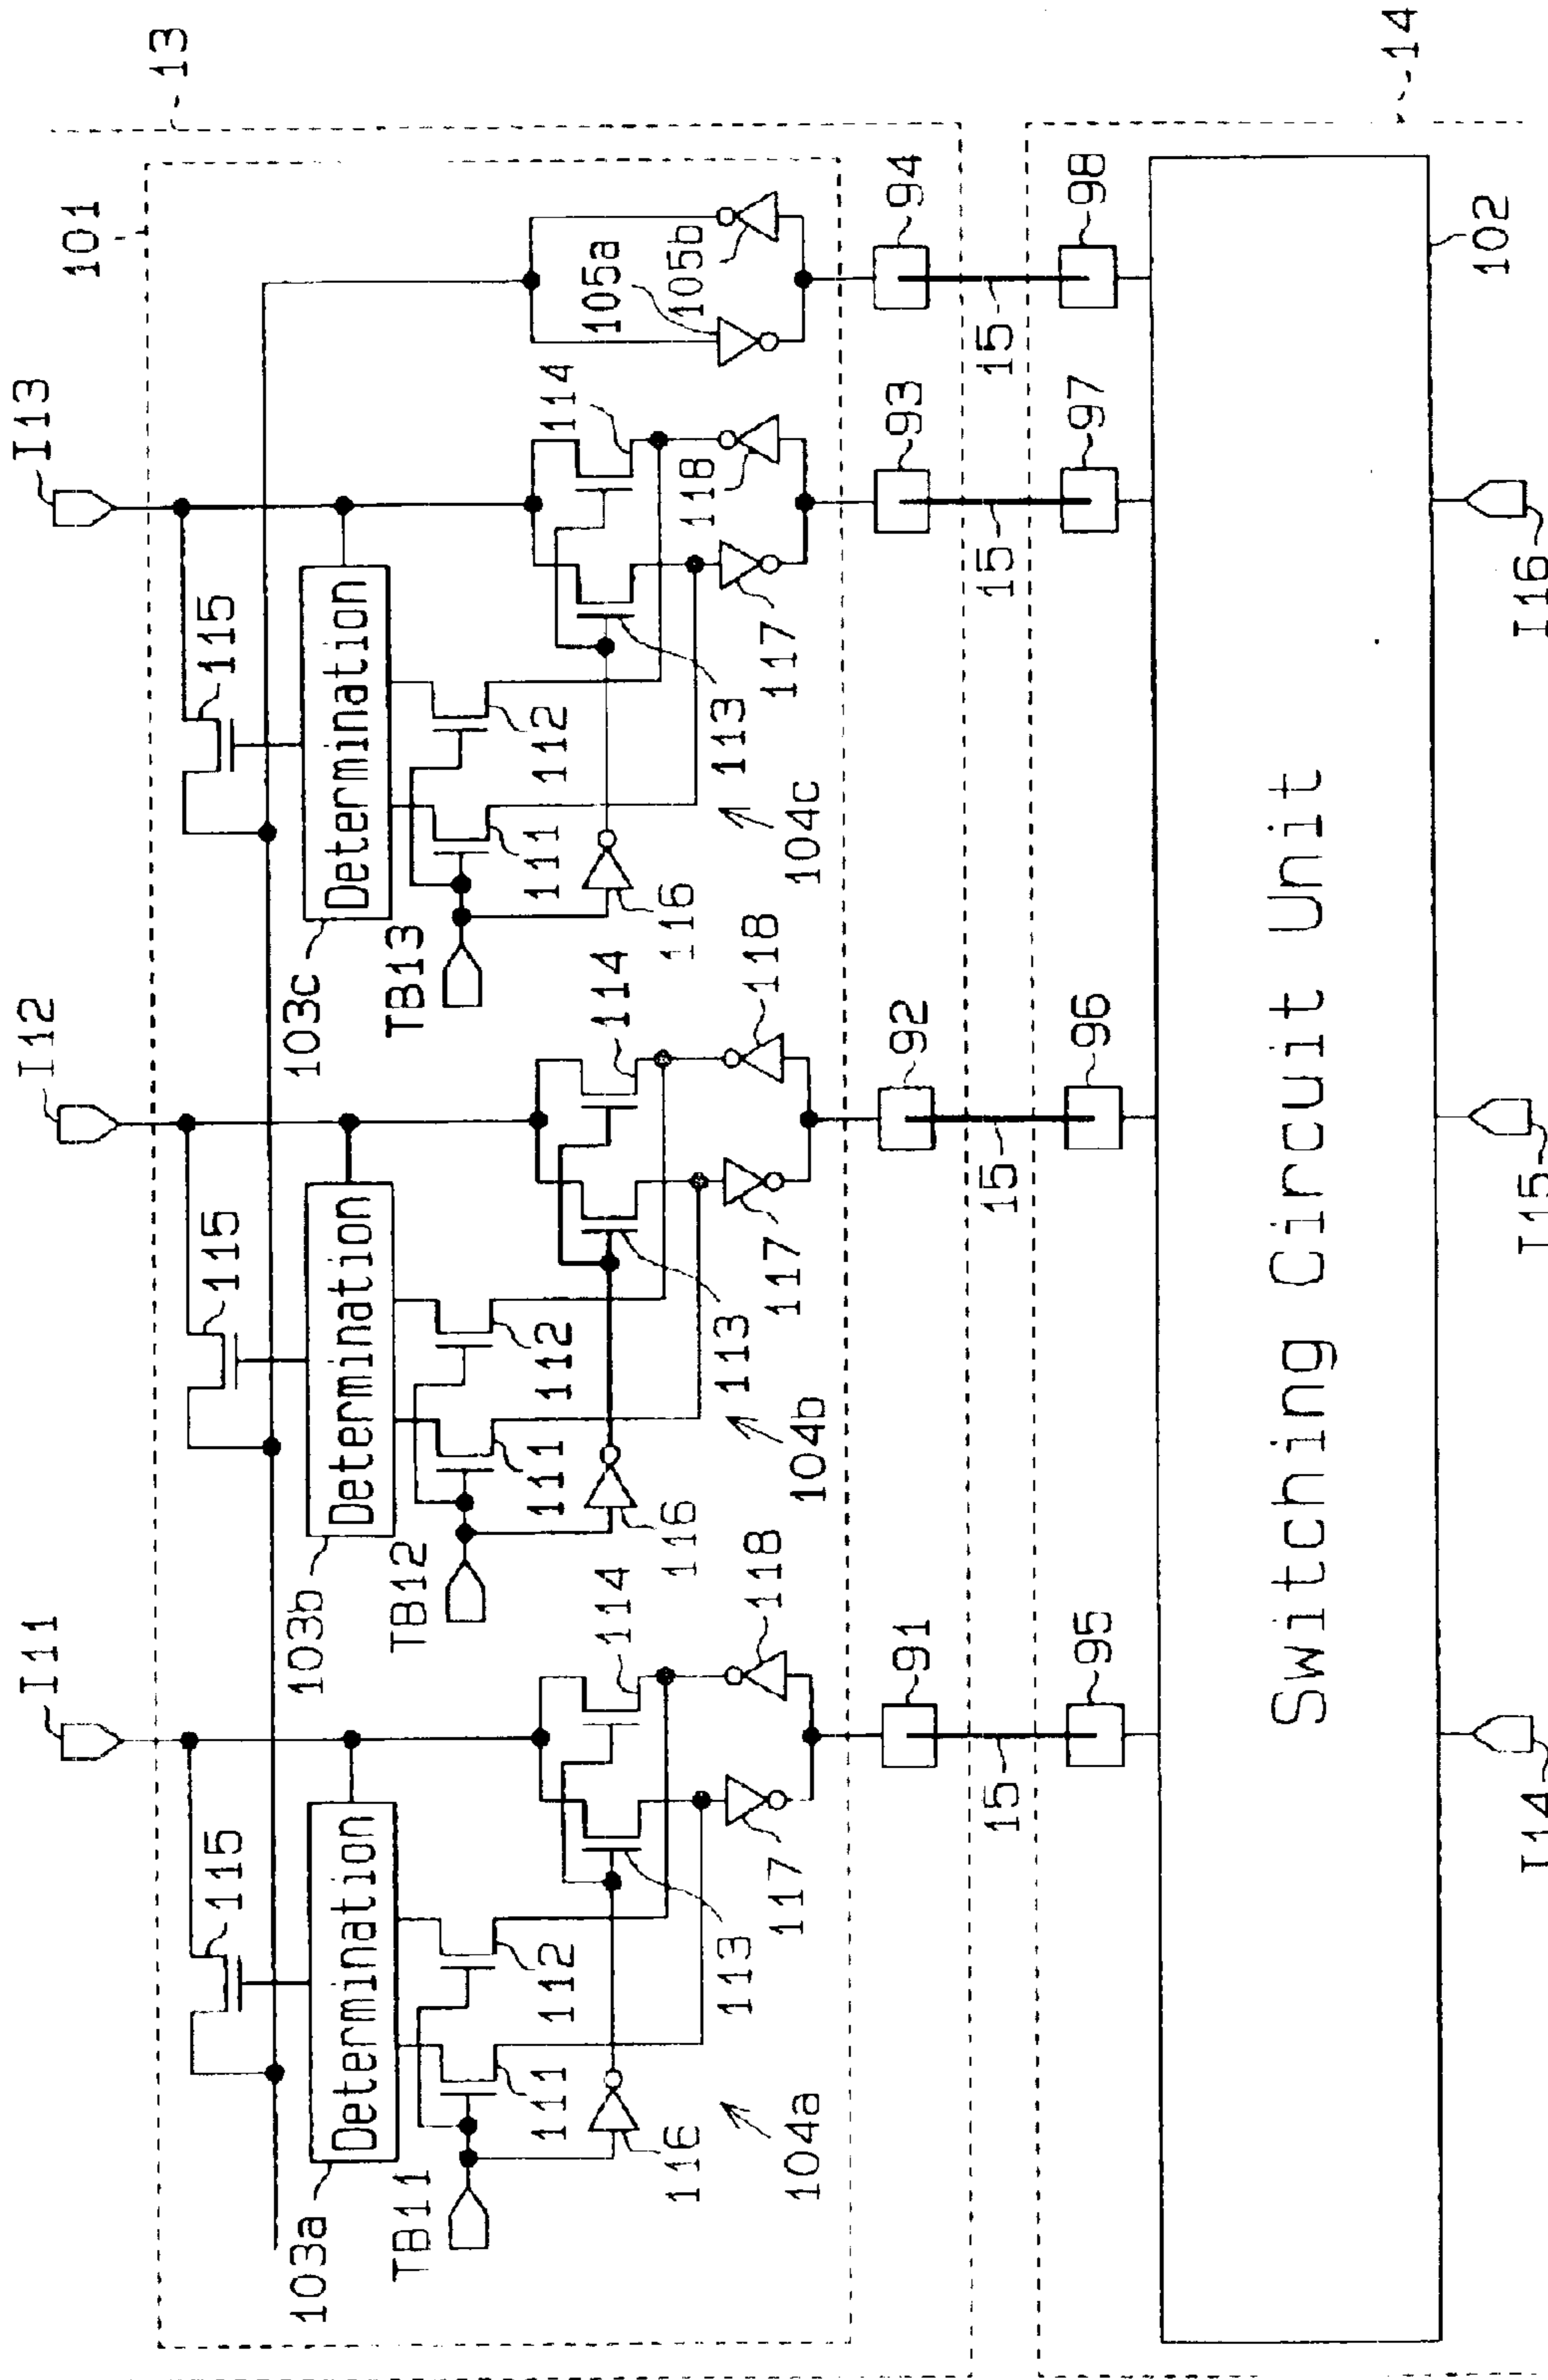 I11
I12
I13
101
13
115
115
115
103a
Determination
103b
Determination
103c
Determination
TB11
111
112
114
TB12
111
112
114
TB13
111
112
114
105a
105b
116
113
117
118
116
113
117
118
116
113
117
118
104a
104b
104c
91
92
93
94
15
15
15
15
95
96
97
98
Switching Circuit Unit
102
14
I14
I15
I16